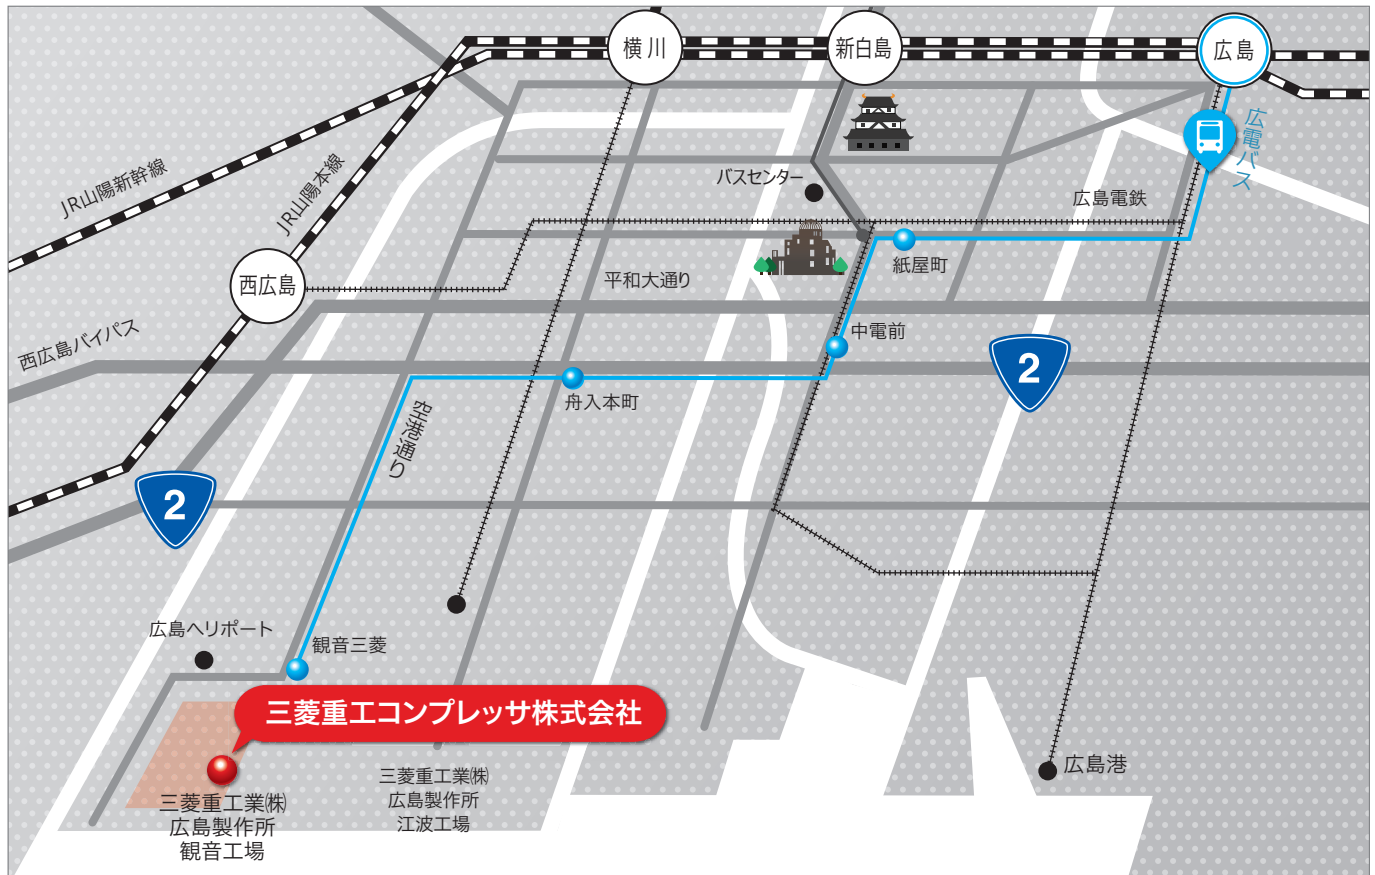 横川
新白島
広島
広電バス
JR山陽新幹線
JR山陽本線
バスセンター
広島電鉄
西広島
平和大通り
紙屋町
中電前
西広島バイパス
2
舟入本町
空港通り
2
広島ヘリポート
観音三菱
三菱重工コンプレッサ株式会社
三菱重工業㈱
広島製作所
江波工場
広島港
三菱重工業㈱
広島製作所
観音工場